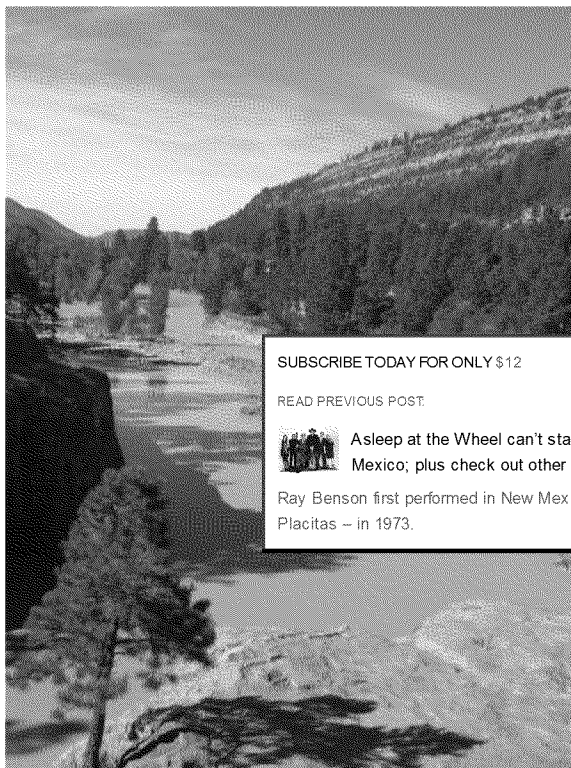 SUBSCRIBE TODAY FOR ONLY $12
READ PREVIOUS POST:
Asleep at the Wheel can't sta
Mexico; plus check out other
Ray Benson first performed in New Mex
Placitas – in 1973.